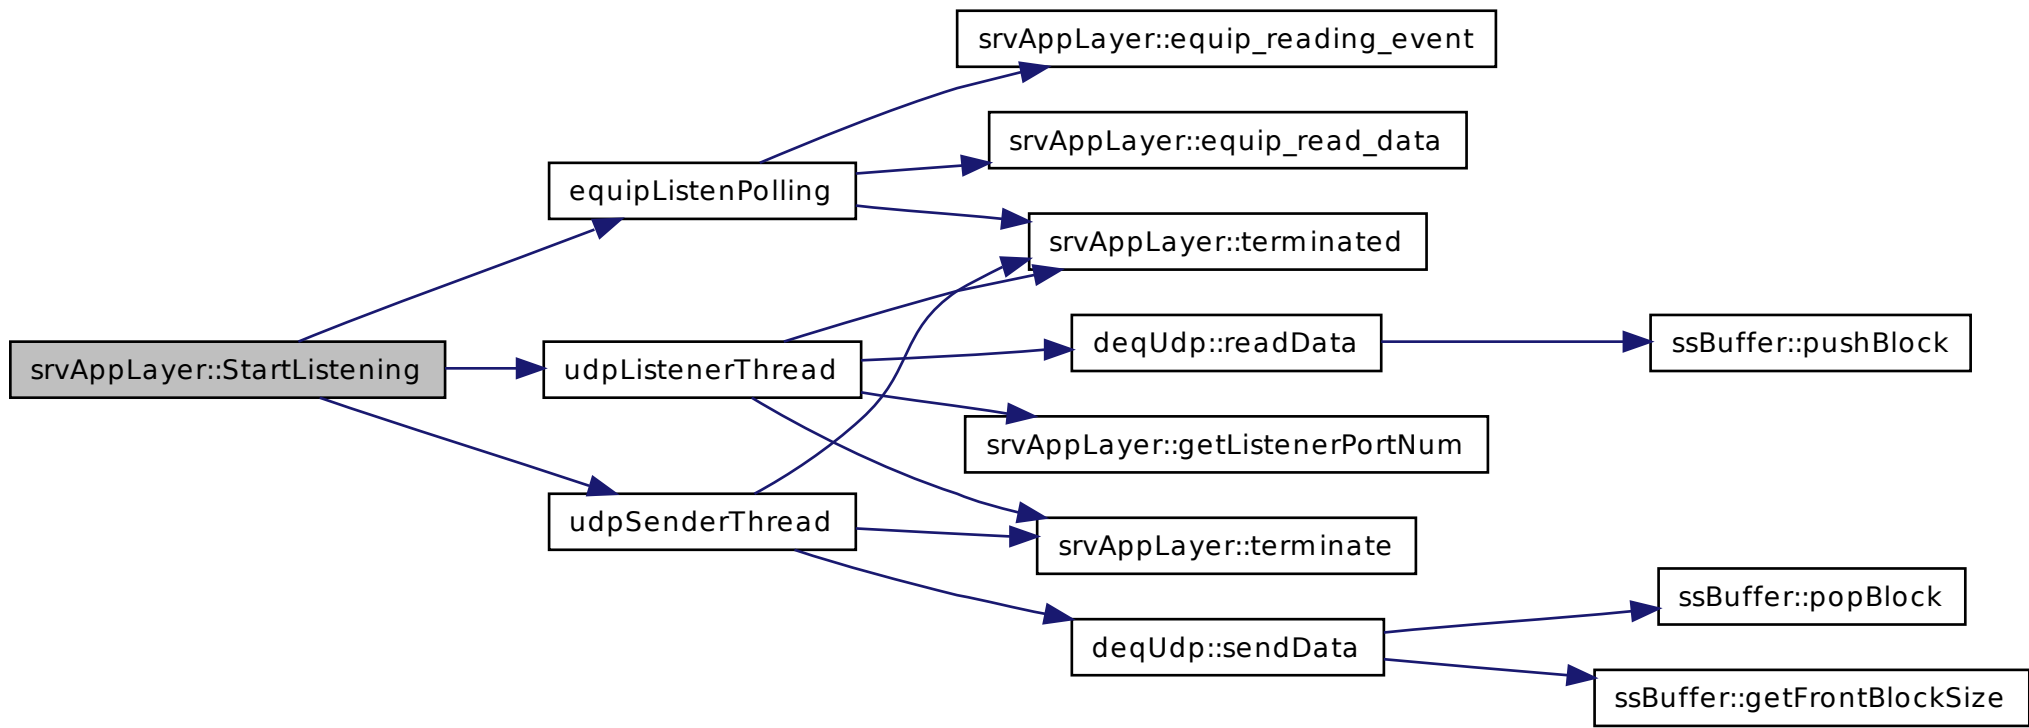 srvAppLayer::equip_reading_event
srvAppLayer::equip_read_data
equipListenPolling
srvAppLayer::terminated
srvAppLayer::StartListening
udpListenerThread
deqUdp::readData
ssBuffer::pushBlock
srvAppLayer::getListenerPortNum
udpSenderThread
srvAppLayer::terminate
ssBuffer::popBlock
deqUdp::sendData
ssBuffer::getFrontBlockSize